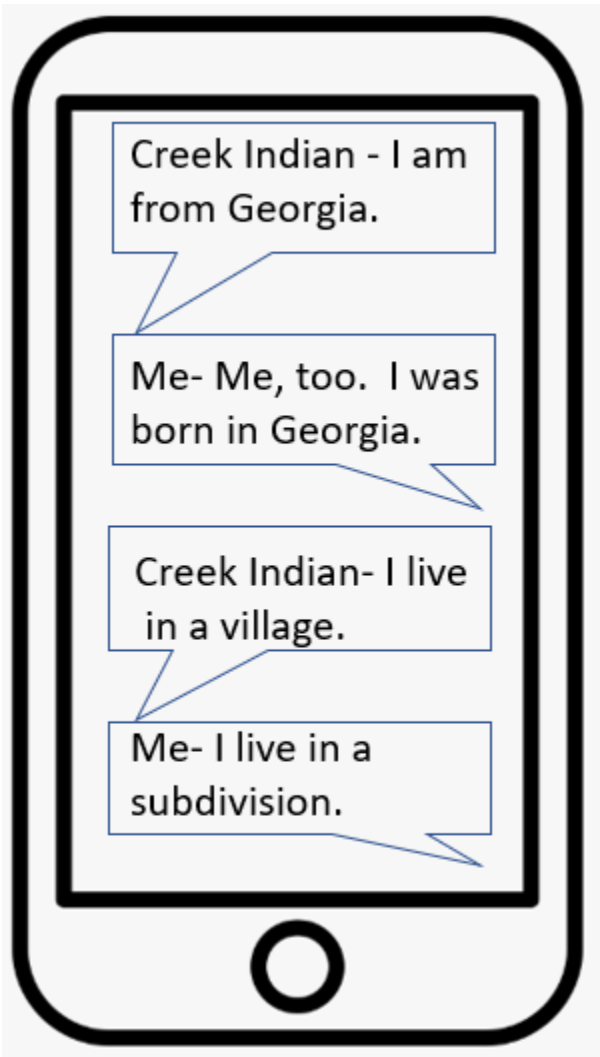 Creek Indian - I am
from Georgia.
Me- Me, too.  I was
born in Georgia.
Creek Indian- I live
in a village.
Me- I live in a
subdivision.